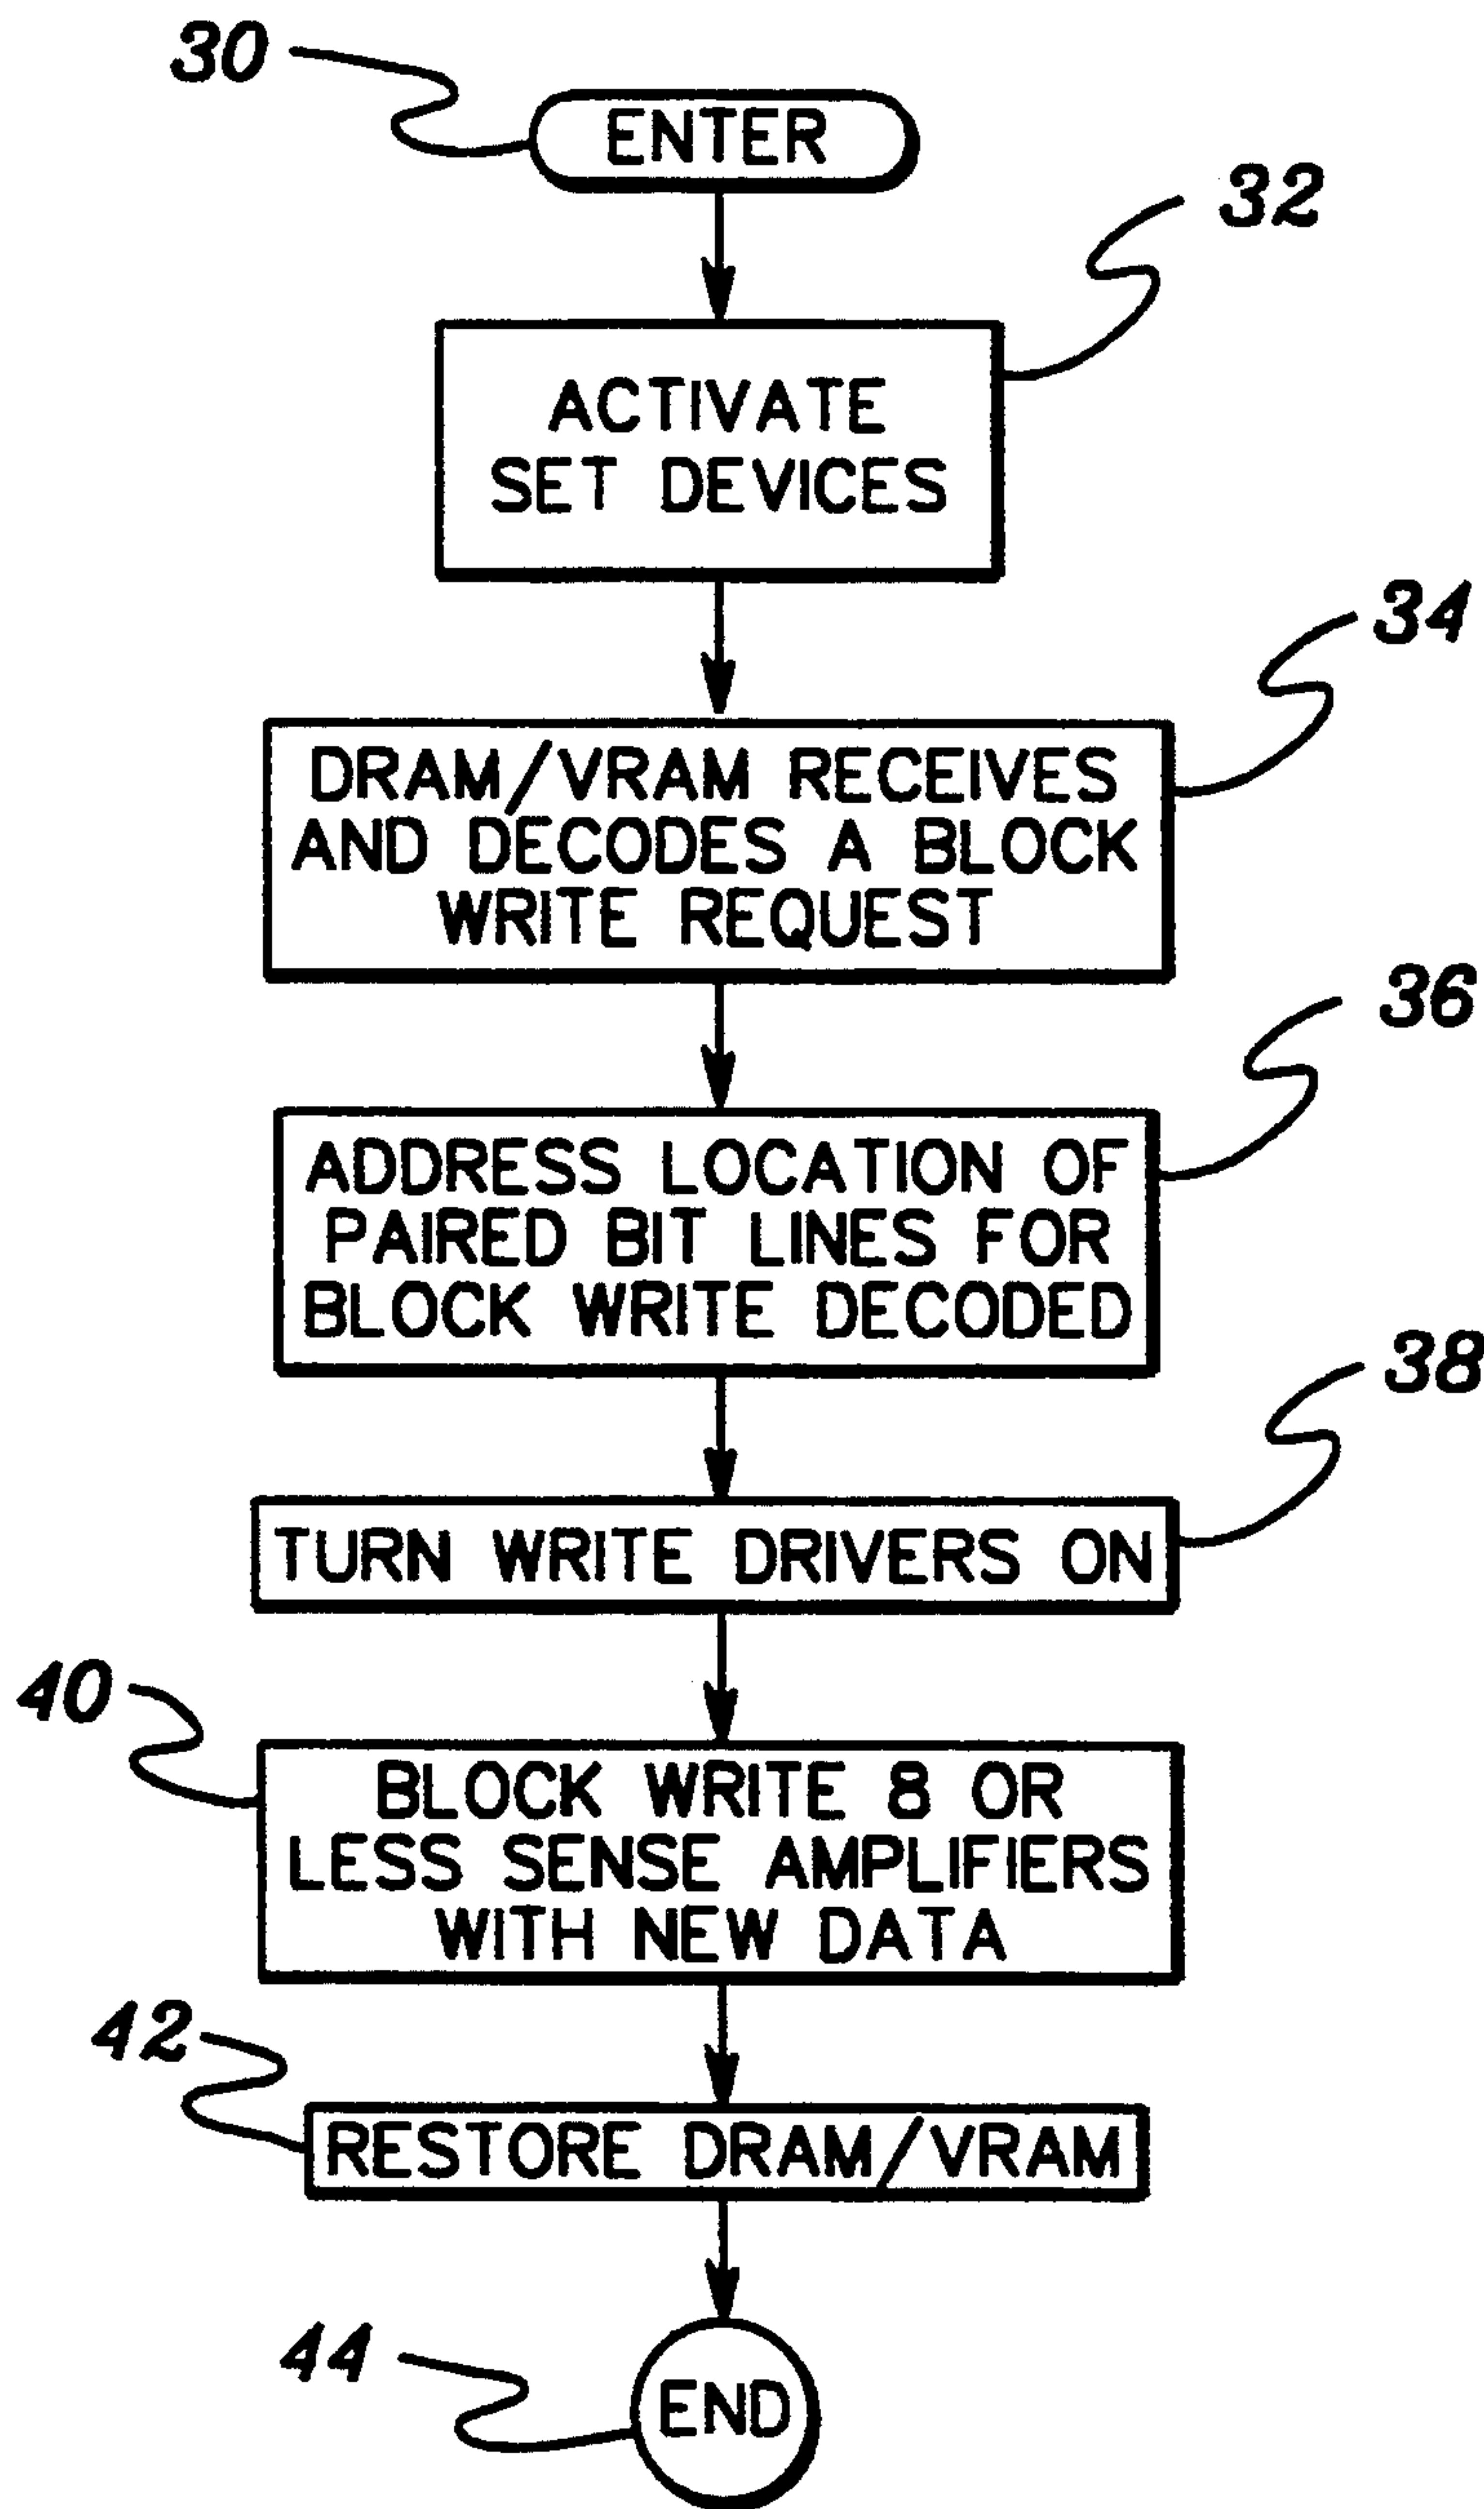 30
ENTER
32
ACTIVATE
SET DEVICES
34
DRAM/VRAM RECEIVES
AND DECODES A BLOCK
WRITE REQUEST
36
ADDRESS LOCATION OF
PAIRED BIT LINES FOR
BLOCK WRITE DECODED
38
TURN WRITE DRIVERS ON
40
BLOCK WRITE 8 OR
LESS SENSE AMPLIFIERS
WITH NEW DATA
42
RESTORE DRAM/VRAM
44
END